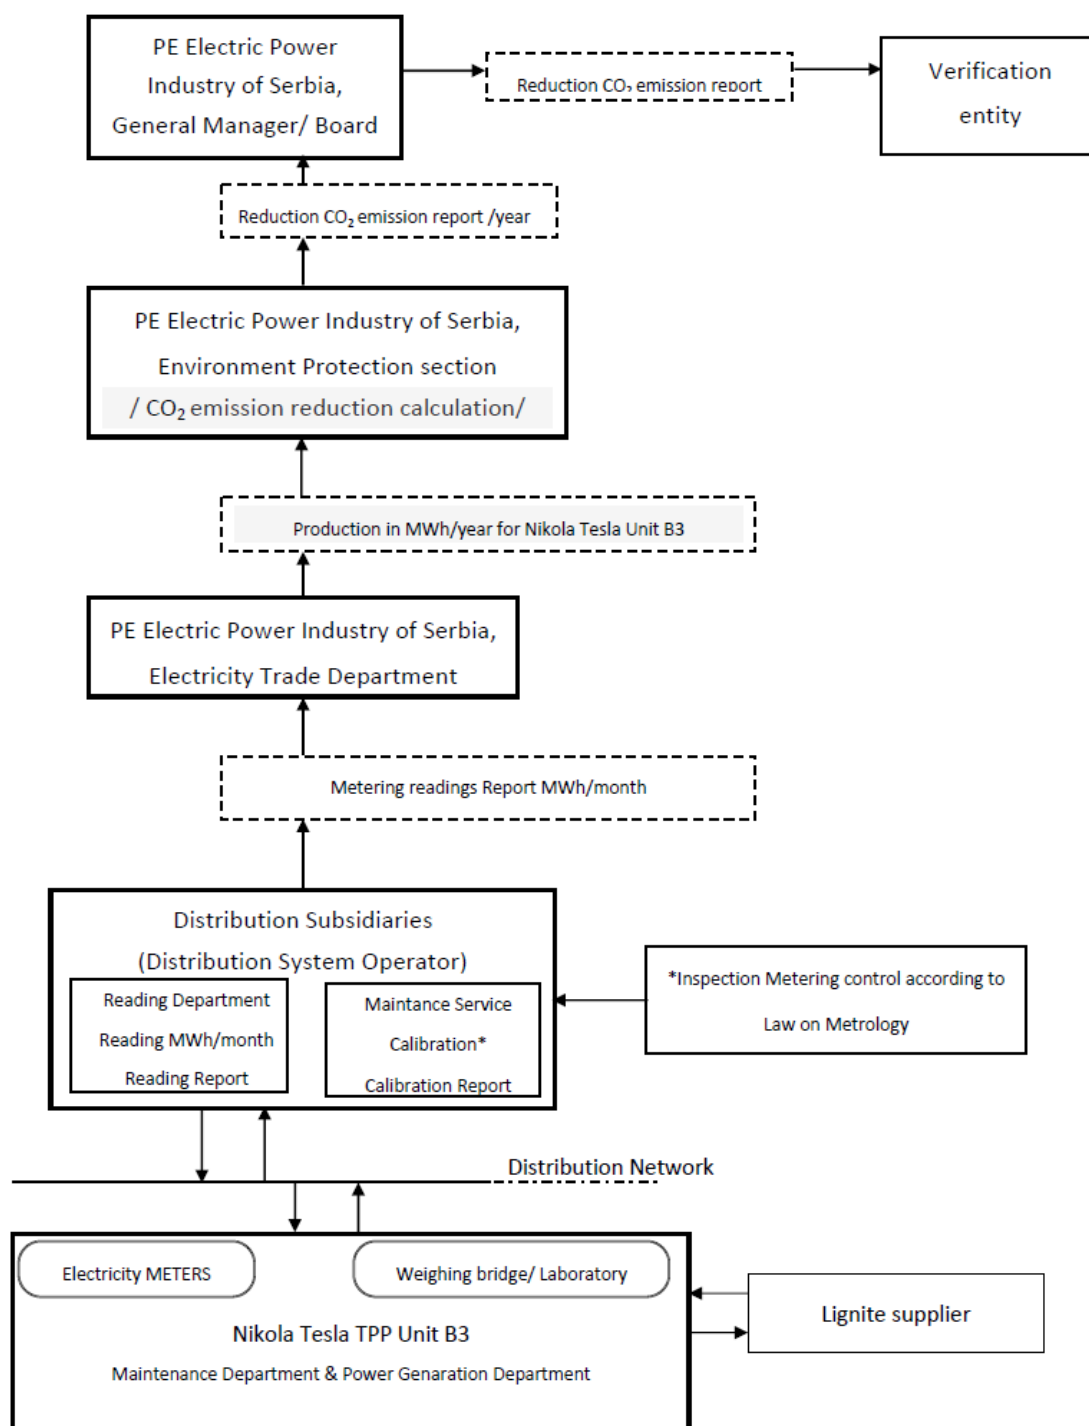 PE Electric Power
Industry of Serbia,
General Manager/ Board
Reduction CO₂ emission report
Verification
entity
Reduction CO₂ emission report /year
PE Electric Power Industry of Serbia,
Environment Protection section
/ CO₂ emission reduction calculation/
Production in MWh/year for Nikola Tesla Unit B3
PE Electric Power Industry of Serbia,
Electricity Trade Department
Metering readings Report MWh/month
Distribution Subsidiaries
(Distribution System Operator)
Reading Department
Reading MWh/month
Reading Report
Maintance Service
Calibration*
Calibration Report
*Inspection Metering control according to
Law on Metrology
Distribution Network
Electricity METERS
Weighing bridge/ Laboratory
Nikola Tesla TPP Unit B3
Maintenance Department & Power Genaration Department
Lignite supplier